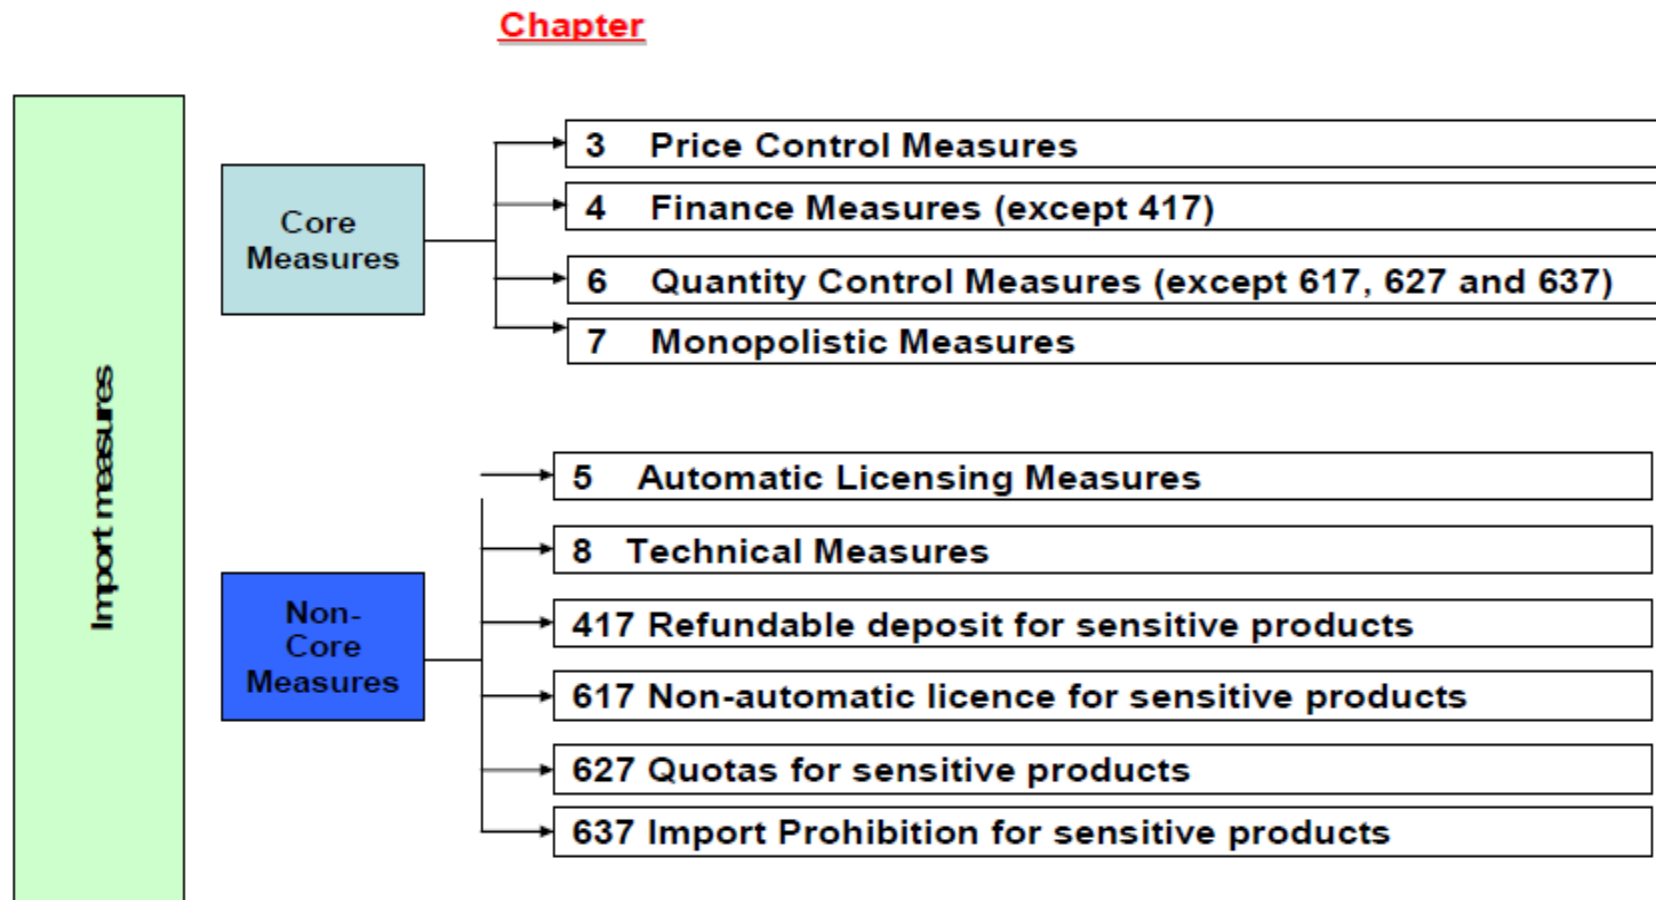 Chapter
Import measures
Core
Measures
3 Price Control Measures
4 Finance Measures (except 417)
6 Quantity Control Measures (except 617, 627 and 637)
7 Monopolistic Measures
Non-
Core
Measures
5 Automatic Licensing Measures
8 Technical Measures
417 Refundable deposit for sensitive products
617 Non-automatic licence for sensitive products
627 Quotas for sensitive products
637 Import Prohibition for sensitive products